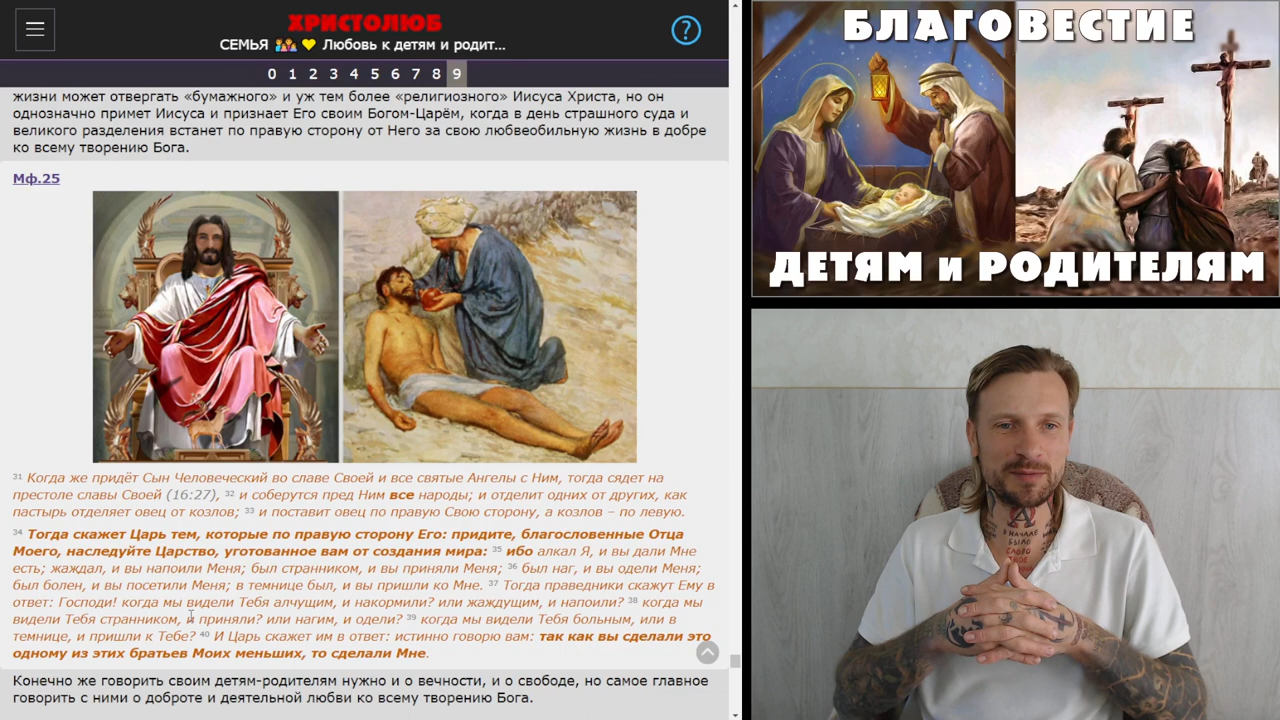 ХРИСТОЛЮБ
СЕМЬЯ 👪 💛 Любовь к детям и родит...
0 1 2 3 4 5 6 7 8 9
жизни может отвергать «бумажного» и уж тем более «религиозного» Иисуса Христа, но он
однозначно примет Иисуса и признает Его своим Богом-Царём, когда в день страшного суда и
великого разделения встанет по правую сторону от Него за свою любвеобильную жизнь в добре
ко всему творению Бога.
Мф.25
31 Когда же придёт Сын Человеческий во славе Своей и все святые Ангелы с Ним, тогда сядет на
престоле славы Своей (16:27), 32 и соберутся пред Ним все народы; и отделит одних от других, как
пастырь отделяет овец от козлов; 33 и поставит овец по правую Свою сторону, а козлов – по левую.
34 Тогда скажет Царь тем, которые по правую сторону Его: придите, благословенные Отца
Моего, наследуйте Царство, уготованное вам от создания мира: 35 ибо алкал Я, и вы дали Мне
есть; жаждал, и вы напоили Меня; был странником, и вы приняли Меня; 36 был наг, и вы одели Меня;
был болен, и вы посетили Меня; в темнице был, и вы пришли ко Мне. 37 Тогда праведники скажут Ему в
ответ: Господи! когда мы видели Тебя алчущим, и накормили? или жаждущим, и напоили? 38 когда мы
видели Тебя странником, и приняли? или нагим, и одели? 39 когда мы видели Тебя больным, или в
темнице, и пришли к Тебе? 40 И Царь скажет им в ответ: истинно говорю вам: так как вы сделали это
одному из этих братьев Моих меньших, то сделали Мне.
Конечно же говорить своим детям-родителям нужно и о вечности, и о свободе, но самое главное
говорить с ними о доброте и деятельной любви ко всему творению Бога.
БЛАГОВЕСТИЕ
ДЕТЯМ и РОДИТЕЛЯМ
В НАЧАЛЕ
БЫЛО
СЛОВО